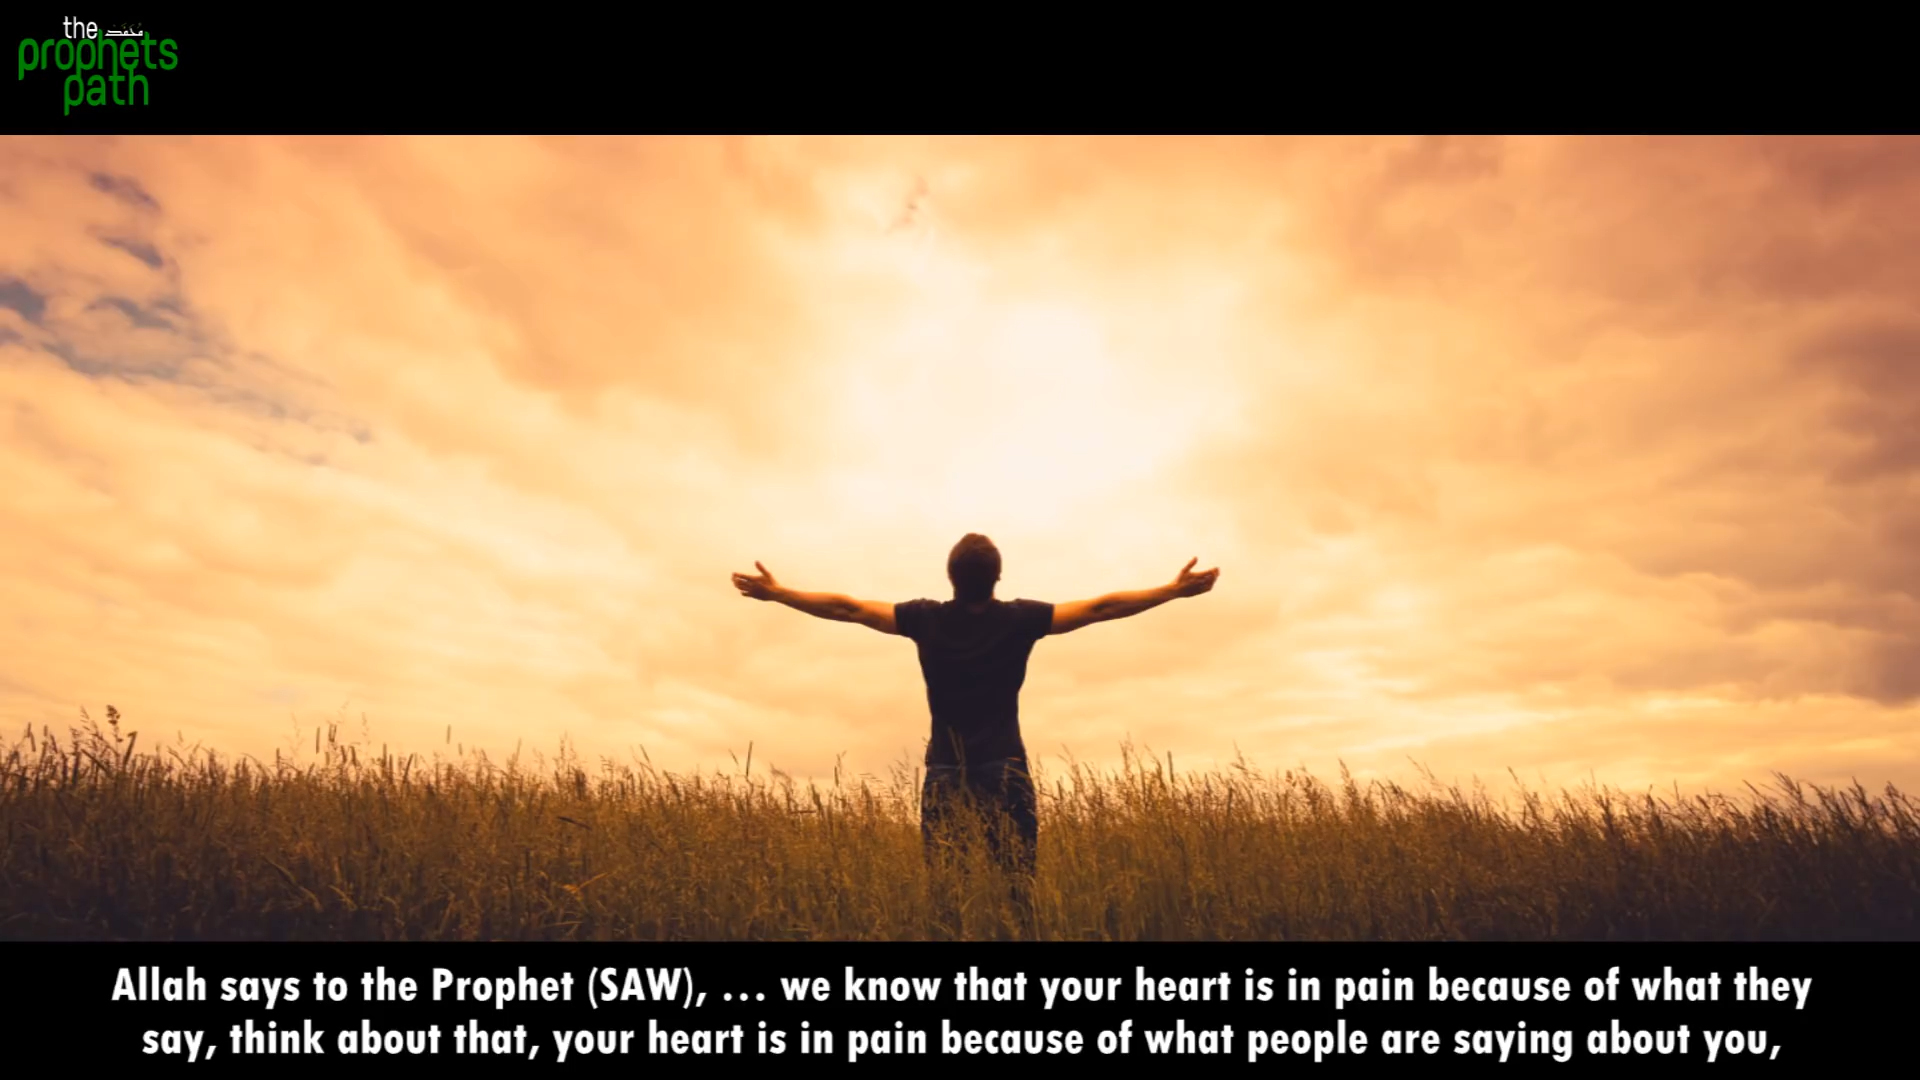 the
prophets
path
Allah says to the Prophet (SAW), ... we know that your heart is in pain because of what they
say, think about that, your heart is in pain because of what people are saying about you,